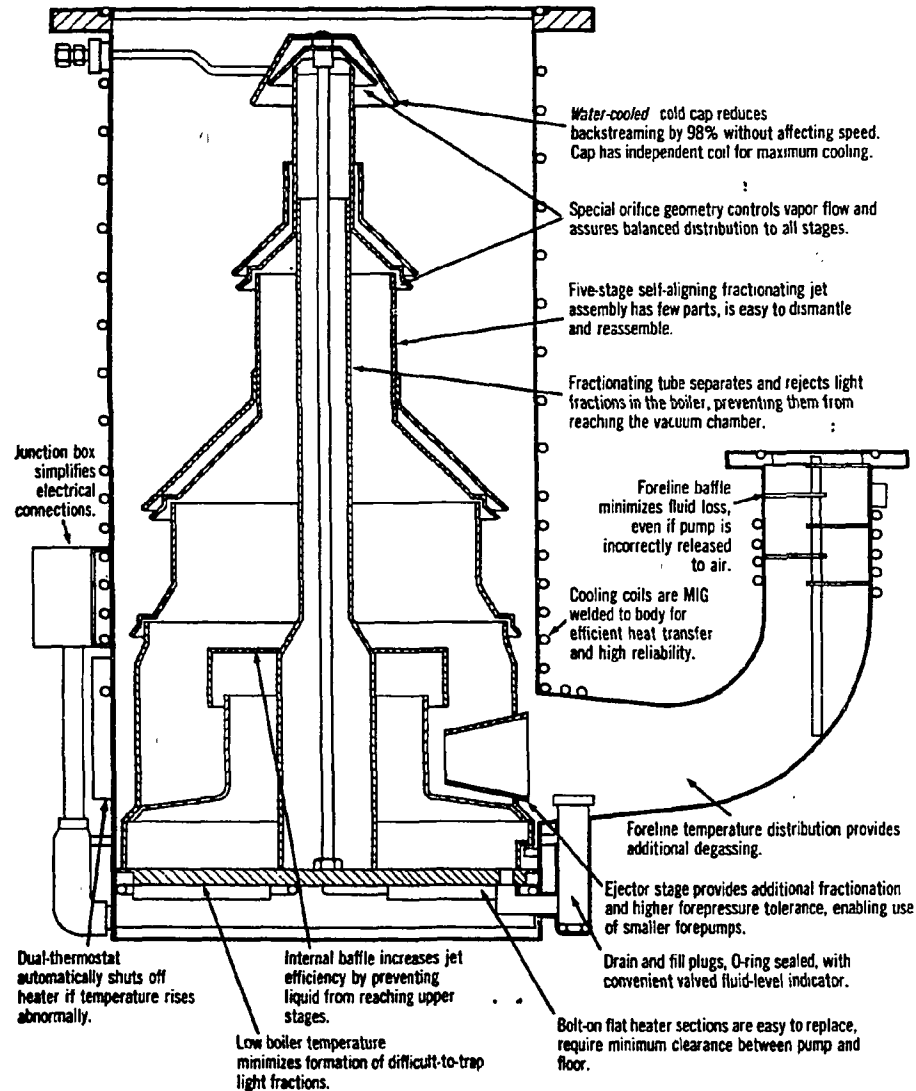 Water-cooled cold cap reduces
backstreaming by 98% without affecting speed.
Cap has independent coil for maximum cooling.
Special orifice geometry controls vapor flow and
assures balanced distribution to all stages.
Five-stage self-aligning fractionating jet
assembly has few parts, is easy to dismantle
and reassemble.
Fractionating tube separates and rejects light
fractions in the boiler, preventing them from
reaching the vacuum chamber.
Junction box
simplifies
electrical
connections.
Foreline baffle
minimizes fluid loss,
even if pump is
incorrectly released
to air.
Cooling coils are MIG
welded to body for
efficient heat transfer
and high reliability.
Foreline temperature distribution provides
additional degassing.
Ejector stage provides additional fractionation
and higher forepressure tolerance, enabling use
of smaller forepumps.
Drain and fill plugs, O-ring sealed, with
convenient valved fluid-level indicator.
Bolt-on flat heater sections are easy to replace,
require minimum clearance between pump and
floor.
Internal baffle increases jet
efficiency by preventing
liquid from reaching upper
stages.
Low boiler temperature
minimizes formation of difficult-to-trap
light fractions.
Dual-thermostat
automatically shuts off
heater if temperature rises
abnormally.